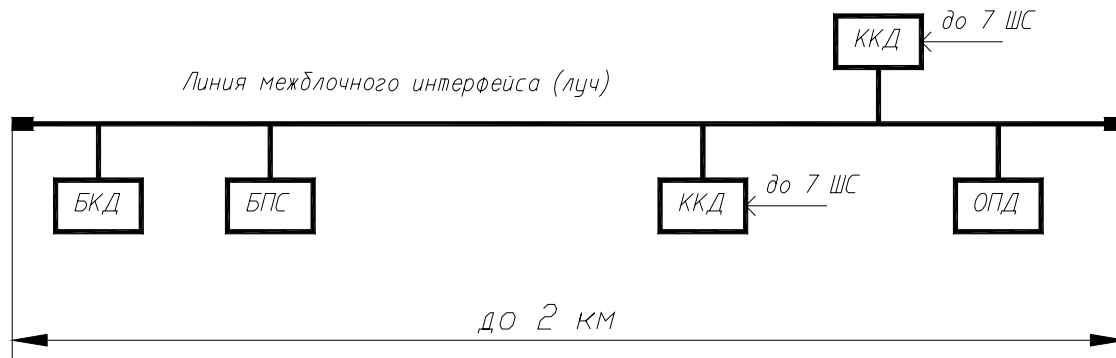 ККД
до 7 ШС
Линия межблочного интерфейса (луч)
БКД
БПС
ККД
до 7 ШС
ОПД
до 2 км